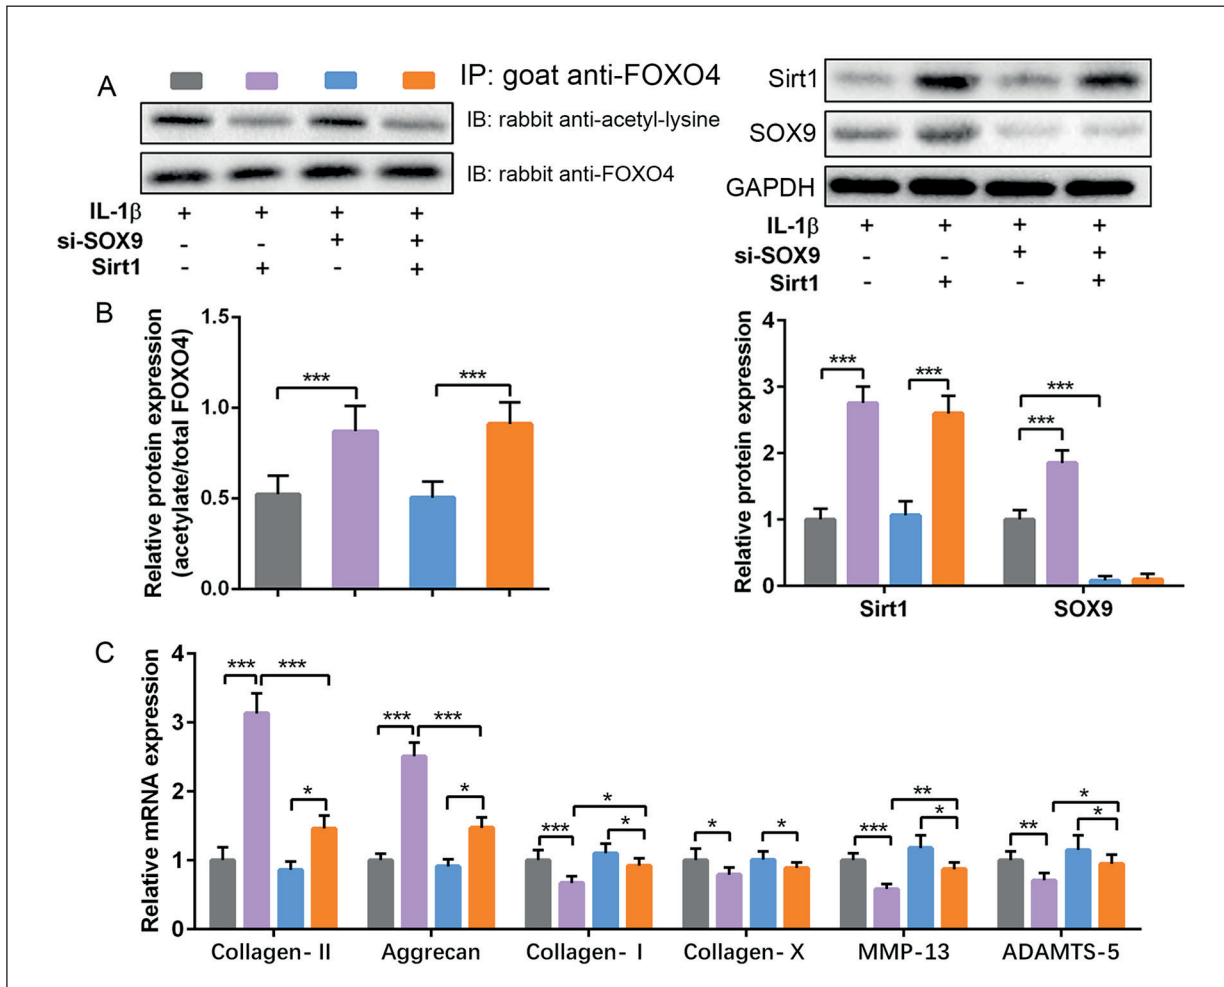 A
IP: goat anti-FOXO4
IB: rabbit anti-acetyl-lysine
IB: rabbit anti-FOXO4
IL-1β + + + +
si-SOX9 - - + +
Sirt1 - + - +
Sirt1
SOX9
GAPDH
IL-1β + + + +
si-SOX9 - - + +
Sirt1 - + - +
B
Relative protein expression
(acetylate/total FOXO4)
1.5
1.0
0.5
0.0
*** ***
Relative protein expression
4
3
2
1
0
*** *** *** ***
Sirt1 SOX9
C
Relative mRNA expression
4
3
2
1
0
*** *** *
*** *** *
*** * *
* *
*** ** *
** * *
Collagen- II Aggrecan Collagen- I Collagen- X MMP-13 ADAMTS-5